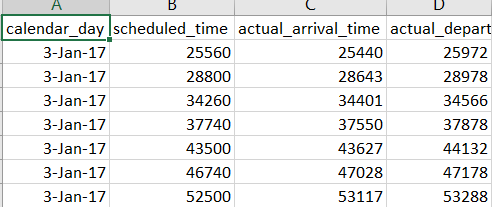 A B C D
calendar_day scheduled_time actual_arrival_time actual_depart
3-Jan-17 25560 25440 25972
3-Jan-17 28800 28643 28978
3-Jan-17 34260 34401 34566
3-Jan-17 37740 37550 37878
3-Jan-17 43500 43627 44132
3-Jan-17 46740 47028 47178
3-Jan-17 52500 53117 53288